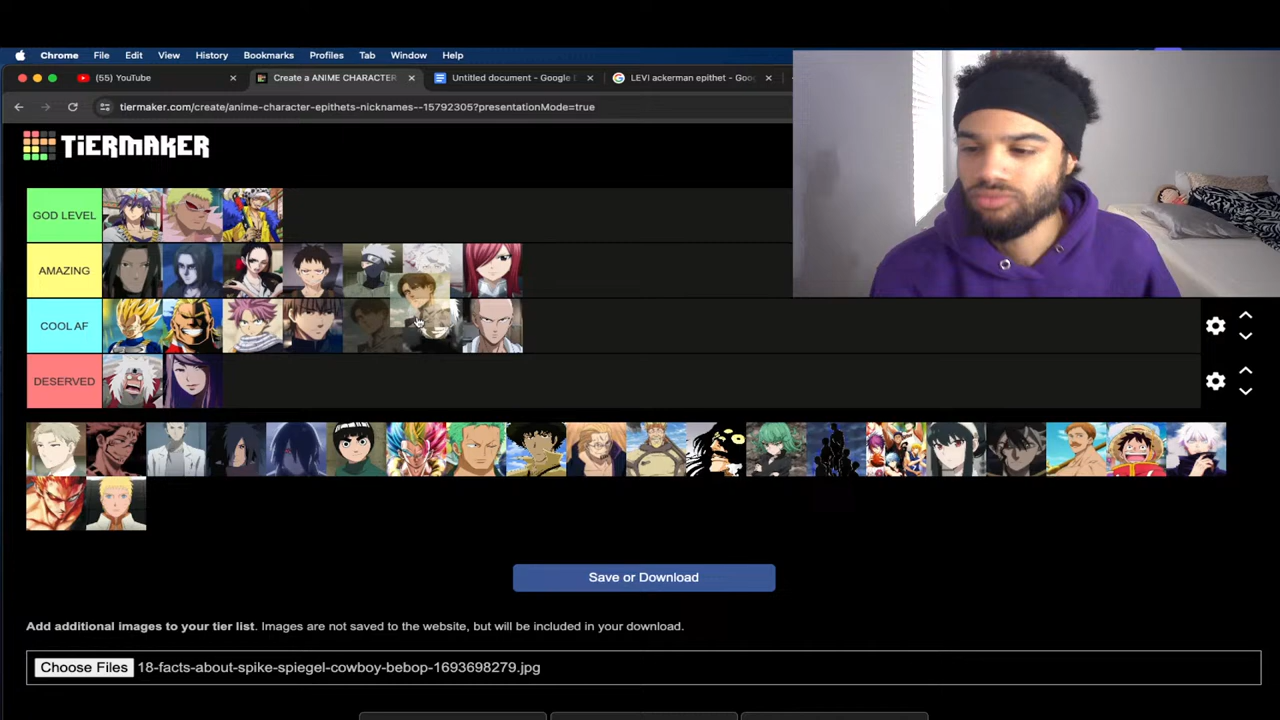 Chrome File Edit View History Bookmarks Profiles Tab Window Help
(55) YouTube Create a ANIME CHARACTER Untitled document - Google LEVI ackerman epithet - Goo
tiermaker.com/create/anime-character-epithets-nicknames--15792305?presentationMode=true
TiERMAKER
GOD LEVEL
AMAZING
COOL AF
DESERVED
Save or Download
Add additional images to your tier list. Images are not saved to the website, but will be included in your download.
Choose Files 18-facts-about-spike-spiegel-cowboy-bebop-1693698279.jpg